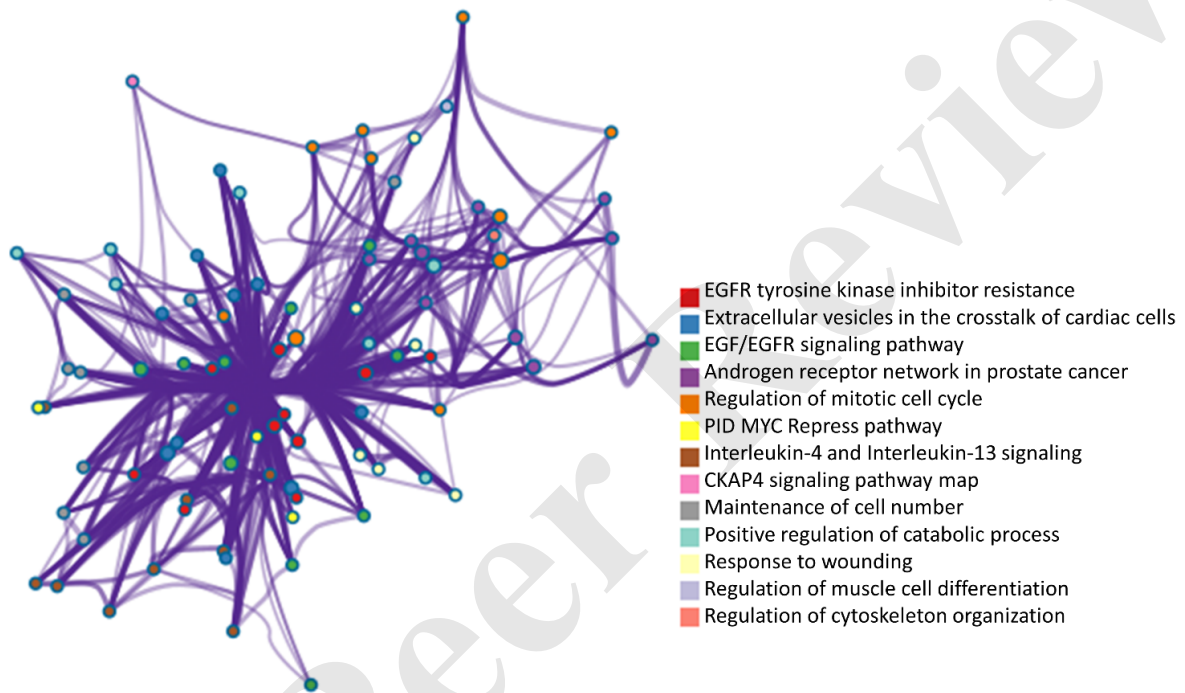 EGFR tyrosine kinase inhibitor resistance
Extracellular vesicles in the crosstalk of cardiac cells
EGF/EGFR signaling pathway
Androgen receptor network in prostate cancer
Regulation of mitotic cell cycle
PID MYC Repress pathway
Interleukin-4 and Interleukin-13 signaling
CKAP4 signaling pathway map
Maintenance of cell number
Positive regulation of catabolic process
Response to wounding
Regulation of muscle cell differentiation
Regulation of cytoskeleton organization
Peer Review